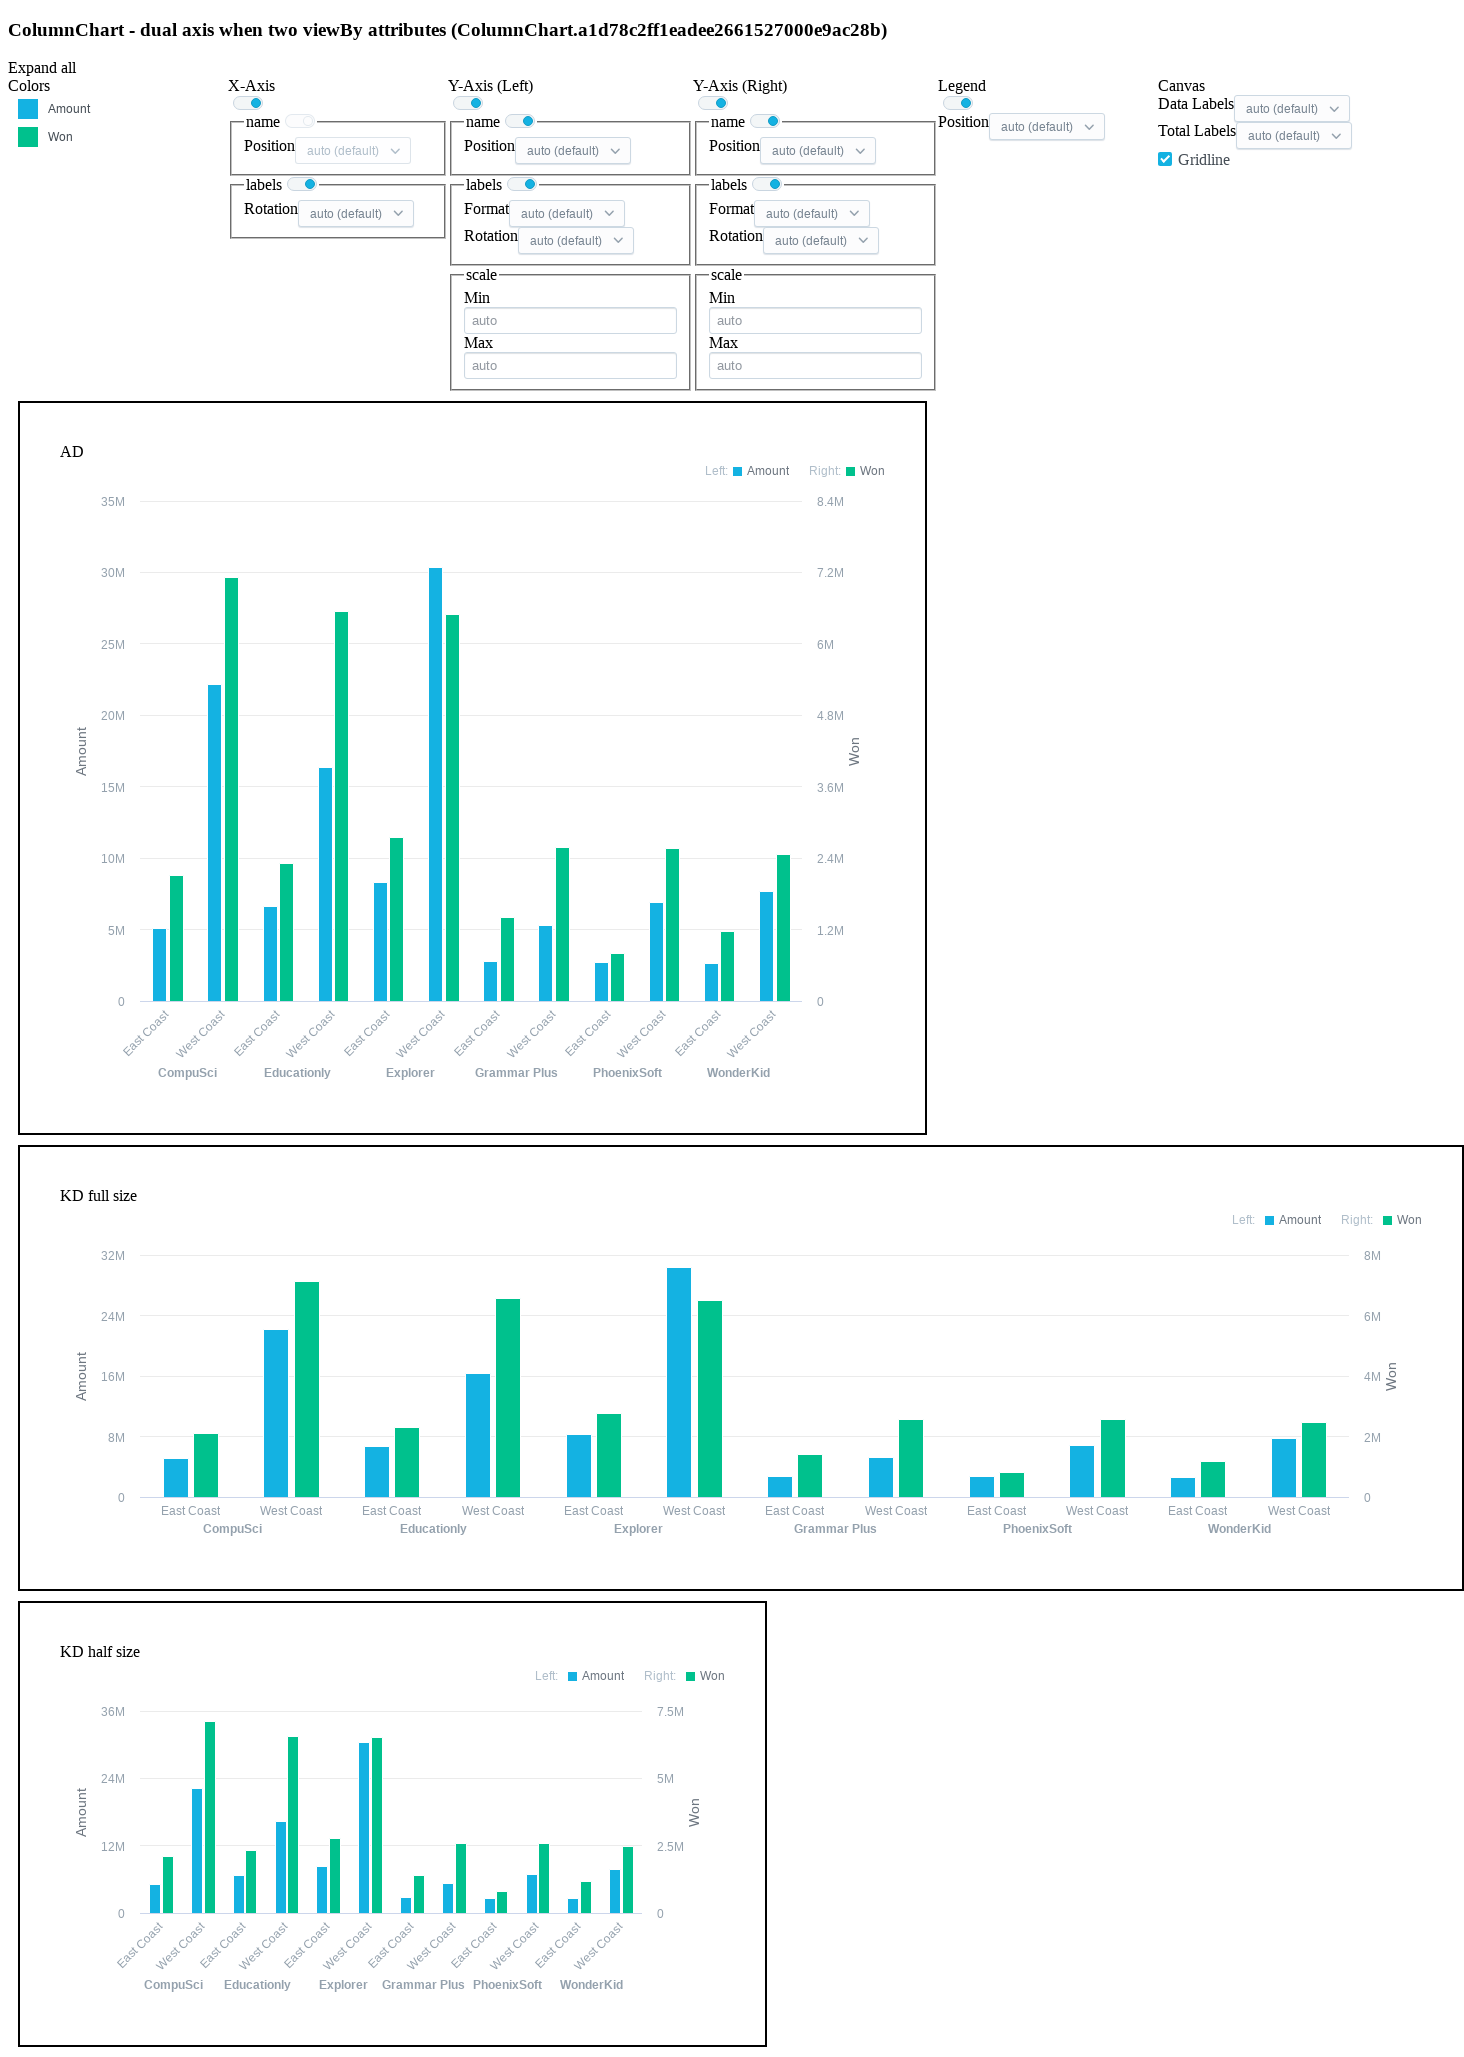 ColumnChart - dual axis when two viewBy attributes (ColumnChart.a1d78c2ff1eadee2661527000e9ac28b)
Expand all
Colors
Amount
Won
X-Axis
name
Position auto (default)
labels
Rotation auto (default)
Y-Axis (Left)
name
Position auto (default)
labels
Format auto (default)
Rotation auto (default)
scale
Min
auto
Max
auto
Y-Axis (Right)
name
Position auto (default)
labels
Format auto (default)
Rotation auto (default)
scale
Min
auto
Max
auto
Legend
Position auto (default)
Canvas
Data Labels auto (default)
Total Labels auto (default)
Gridline
AD
Left: Amount Right: Won
35M 8.4M
30M 7.2M
25M 6M
20M 4.8M
Amount
Won
15M 3.6M
10M 2.4M
5M 1.2M
0 0
East Coast West Coast East Coast West Coast East Coast West Coast East Coast West Coast East Coast West Coast East Coast West Coast
CompuSci Educationly Explorer Grammar Plus PhoenixSoft WonderKid
KD full size
Left: Amount Right: Won
32M 8M
24M 6M
16M 4M
Amount
Won
8M 2M
0 0
East Coast West Coast East Coast West Coast East Coast West Coast East Coast West Coast East Coast West Coast East Coast West Coast
CompuSci Educationly Explorer Grammar Plus PhoenixSoft WonderKid
KD half size
Left: Amount Right: Won
36M 7.5M
24M 5M
Amount
Won
12M 2.5M
0 0
East Coast West Coast East Coast West Coast East Coast West Coast East Coast West Coast East Coast West Coast East Coast West Coast
CompuSci Educationly Explorer Grammar Plus PhoenixSoft WonderKid